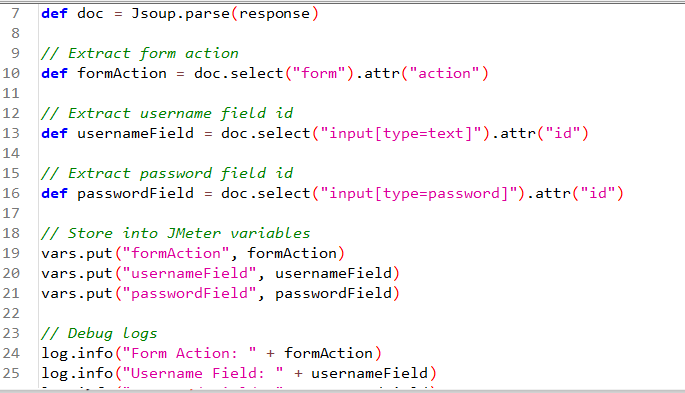 7 def doc = Jsoup.parse(response)
8
9 // Extract form action
10 def formAction = doc.select("form").attr("action")
11
12 // Extract username field id
13 def usernameField = doc.select("input[type=text]").attr("id")
14
15 // Extract password field id
16 def passwordField = doc.select("input[type=password]").attr("id")
17
18 // Store into JMeter variables
19 vars.put("formAction", formAction)
20 vars.put("usernameField", usernameField)
21 vars.put("passwordField", passwordField)
22
23 // Debug logs
24 log.info("Form Action: " + formAction)
25 log.info("Username Field: " + usernameField)